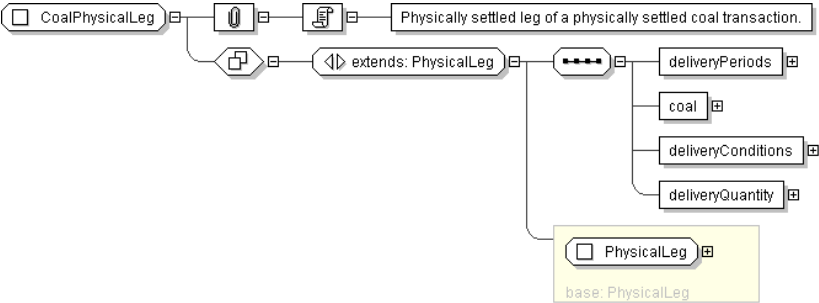 CoalPhysicalLeg
Physically settled leg of a physically settled coal transaction.
extends: PhysicalLeg
deliveryPeriods
coal
deliveryConditions
deliveryQuantity
PhysicalLeg
base: PhysicalLeg